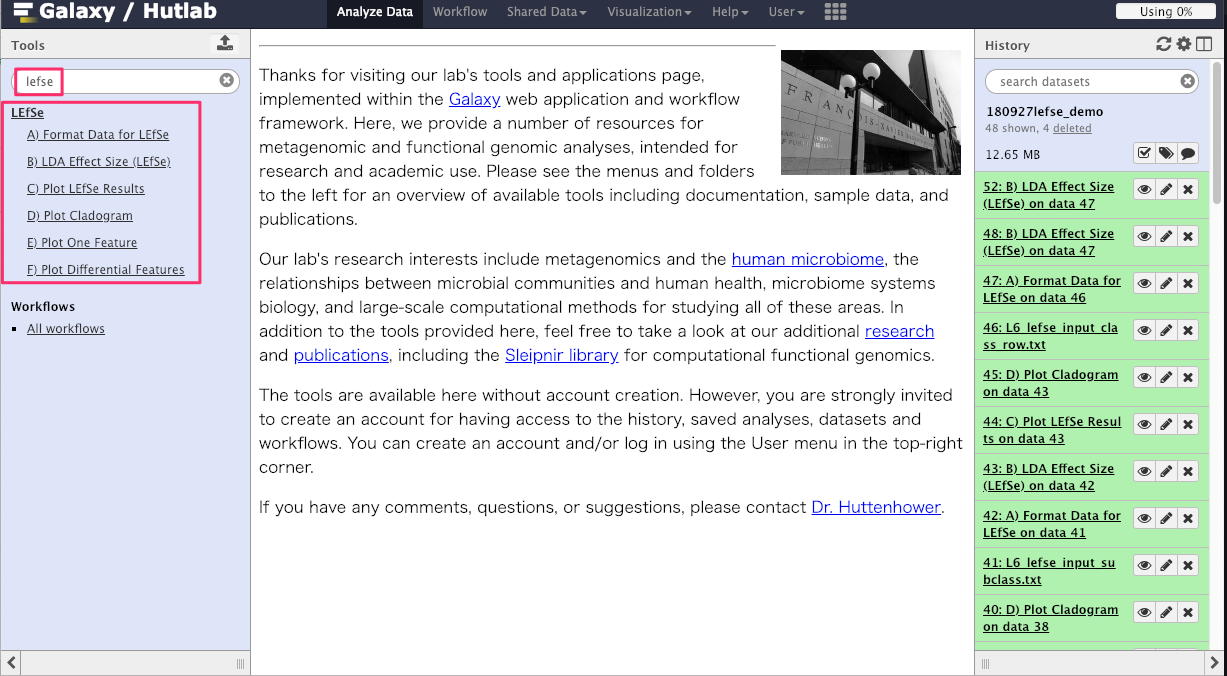 Galaxy / Hutlab
Analyze Data
Workflow
Shared Data
Visualization
Help
User
Using 0%
Tools
lefse
LEfSe
A) Format Data for LEfSe
B) LDA Effect Size (LEfSe)
C) Plot LEfSe Results
D) Plot Cladogram
E) Plot One Feature
F) Plot Differential Features
Workflows
All workflows
Thanks for visiting our lab's tools and applications page,
implemented within the Galaxy web application and workflow
framework. Here, we provide a number of resources for
metagenomic and functional genomic analyses, intended for
research and academic use. Please see the menus and folders
to the left for an overview of available tools including documentation, sample data, and
publications.
FRANCOIS-XAVIER
Our lab's research interests include metagenomics and the human microbiome, the
relationships between microbial communities and human health, microbiome systems
biology, and large-scale computational methods for studying all of these areas. In
addition to the tools provided here, feel free to take a look at our additional research
and publications, including the Sleipnir library for computational functional genomics.
The tools are available here without account creation. However, you are strongly invited
to create an account for having access to the history, saved analyses, datasets and
workflows. You can create an account and/or log in using the User menu in the top-right
corner.
If you have any comments, questions, or suggestions, please contact Dr. Huttenhower.
History
search datasets
180927lefse_demo
48 shown, 4 deleted
12.65 MB
52: B) LDA Effect Size
(LEfSe) on data 47
48: B) LDA Effect Size
(LEfSe) on data 47
47: A) Format Data for
LEfSe on data 46
46: L6_lefse_input_cla
ss_row.txt
45: D) Plot Cladogram
on data 43
44: C) Plot LEfSe Resul
ts on data 43
43: B) LDA Effect Size
(LEfSe) on data 42
42: A) Format Data for
LEfSe on data 41
41: L6_lefse_input_su
bclass.txt
40: D) Plot Cladogram
on data 38